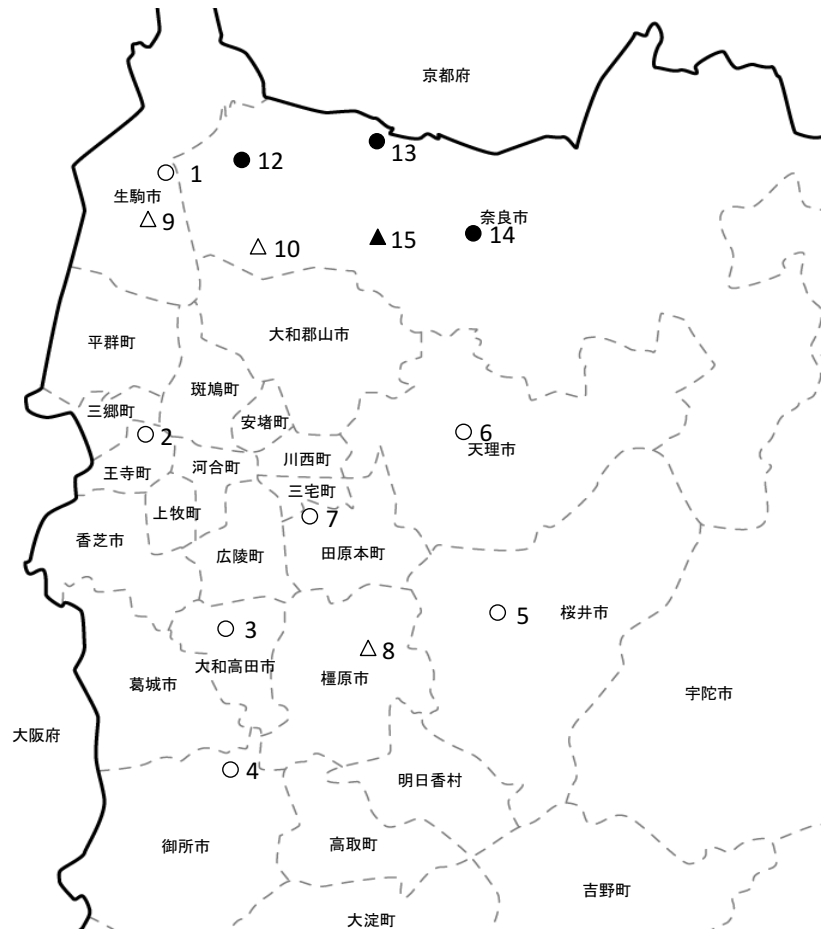 京都府
13
12
1
生駒市
奈良市
9
14
15
10
大和郡山市
平群町
斑鳩町
三郷町
安堵町
2
6
天理市
川西町
河合町
王寺町
三宅町
上牧町
7
香芝市
広陵町
田原本町
5
桜井市
3
8
大和高田市
橿原市
葛城市
宇陀市
大阪府
4
明日香村
御所市
高取町
吉野町
大淀町